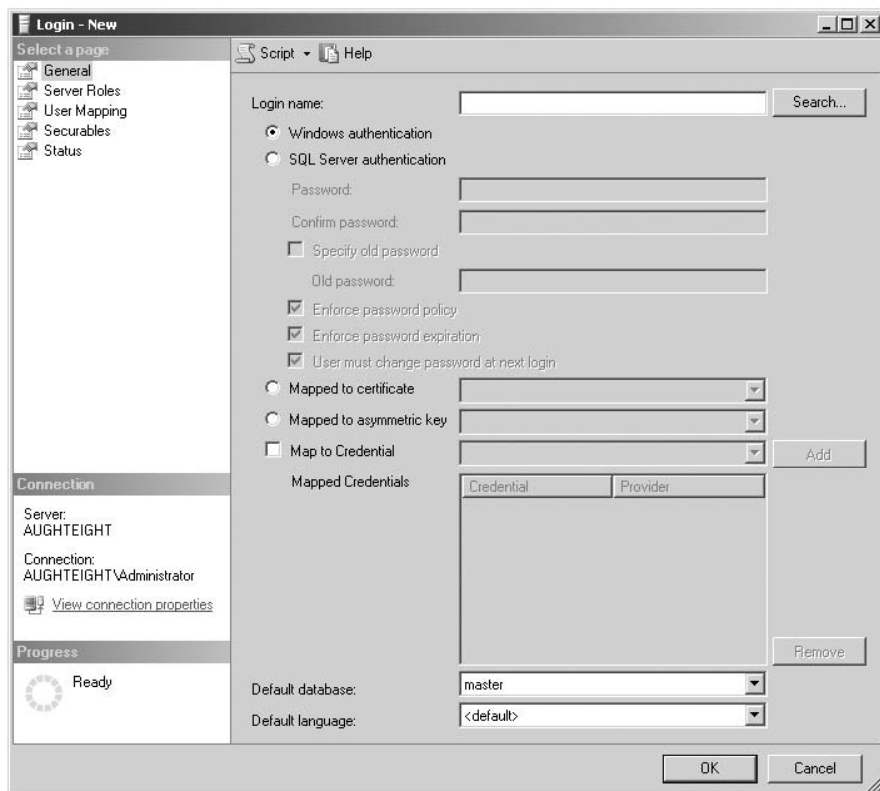 Login - New
Select a page
General
Server Roles
User Mapping
Securables
Status
Script
Help
Login name:
Search...
Windows authentication
SQL Server authentication
Password:
Confirm password:
Specify old password
Old password:
Enforce password policy
Enforce password expiration
User must change password at next login
Mapped to certificate
Mapped to asymmetric key
Map to Credential
Add
Mapped Credentials
Credential
Provider
Remove
Default database:
master
Default language:
<default>
Connection
Server:
AUGHTEIGHT
Connection:
AUGHTEIGHT\Administrator
View connection properties
Progress
Ready
OK
Cancel